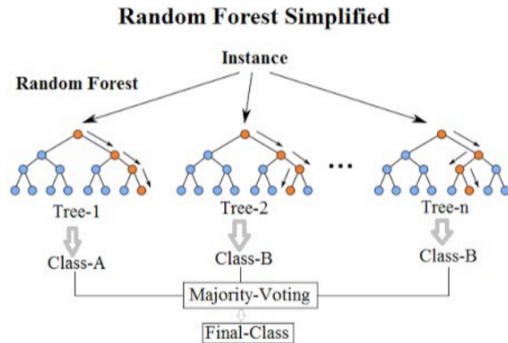 Random Forest Simplified
Instance
Random Forest
...
Tree-1 Tree-2 Tree-n
Class-A Class-B Class-B
Majority-Voting
Final-Class